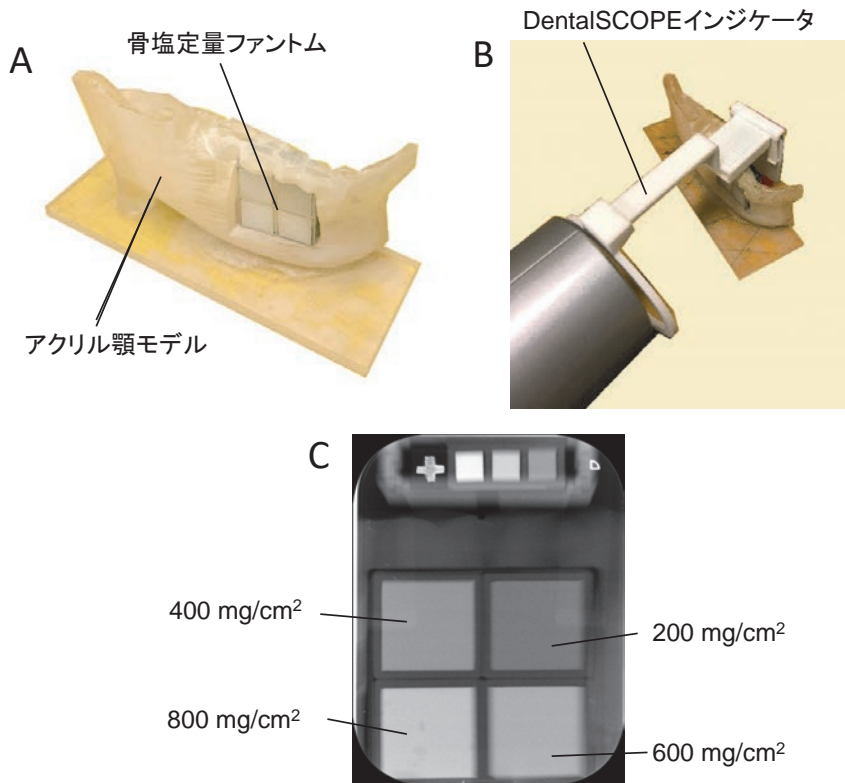 DentalSCOPEインジケータ
骨塩定量ファントム
A
B
アクリル顎モデル
C
400 mg/cm²
200 mg/cm²
800 mg/cm²
600 mg/cm²